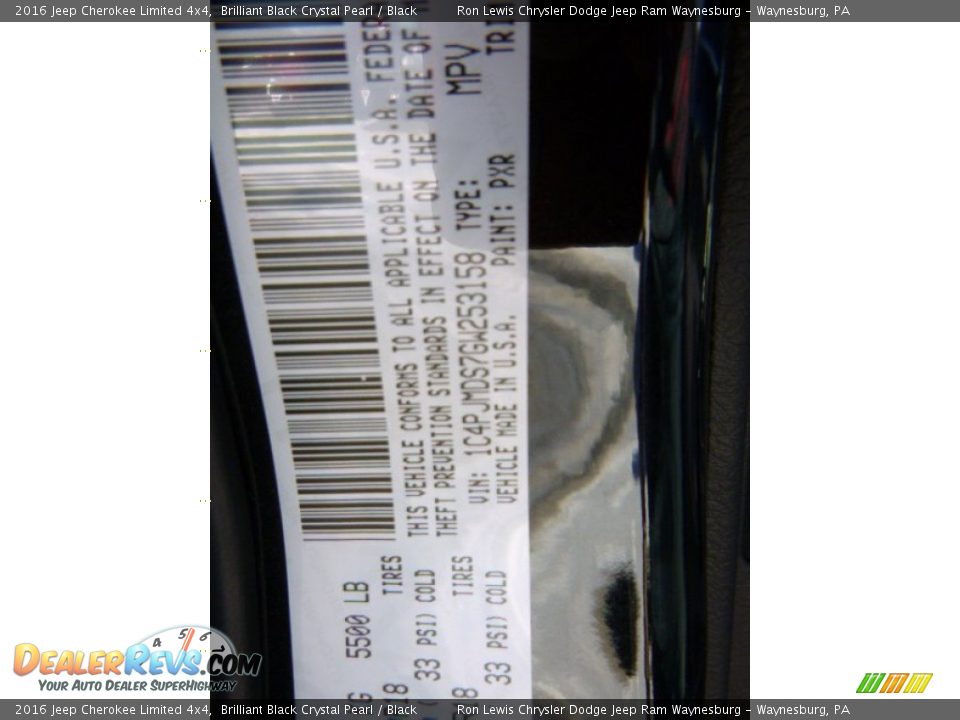 2016 Jeep Cherokee Limited 4x4, Brilliant Black Crystal Pearl / Black Ron Lewis Chrysler Dodge Jeep Ram Waynesburg - Waynesburg, PA
5500 LB
TIRES
33 PSI) COLD
TIRES
33 PSI) COLD
THIS VEHICLE CONFORMS TO ALL APPLICABLE U.S.A. FEDER
THEFT PREVENTION STANDARDS IN EFFECT ON THE DATE OF
VIN: 1C4PJMDS7GW253158 TYPE: MPV
VEHICLE MADE IN U.S.A. PAINT: PXR TRI
4 5 6
DealerRevs.com
Your Auto Dealer SuperHighway
2016 Jeep Cherokee Limited 4x4, Brilliant Black Crystal Pearl / Black Ron Lewis Chrysler Dodge Jeep Ram Waynesburg - Waynesburg, PA